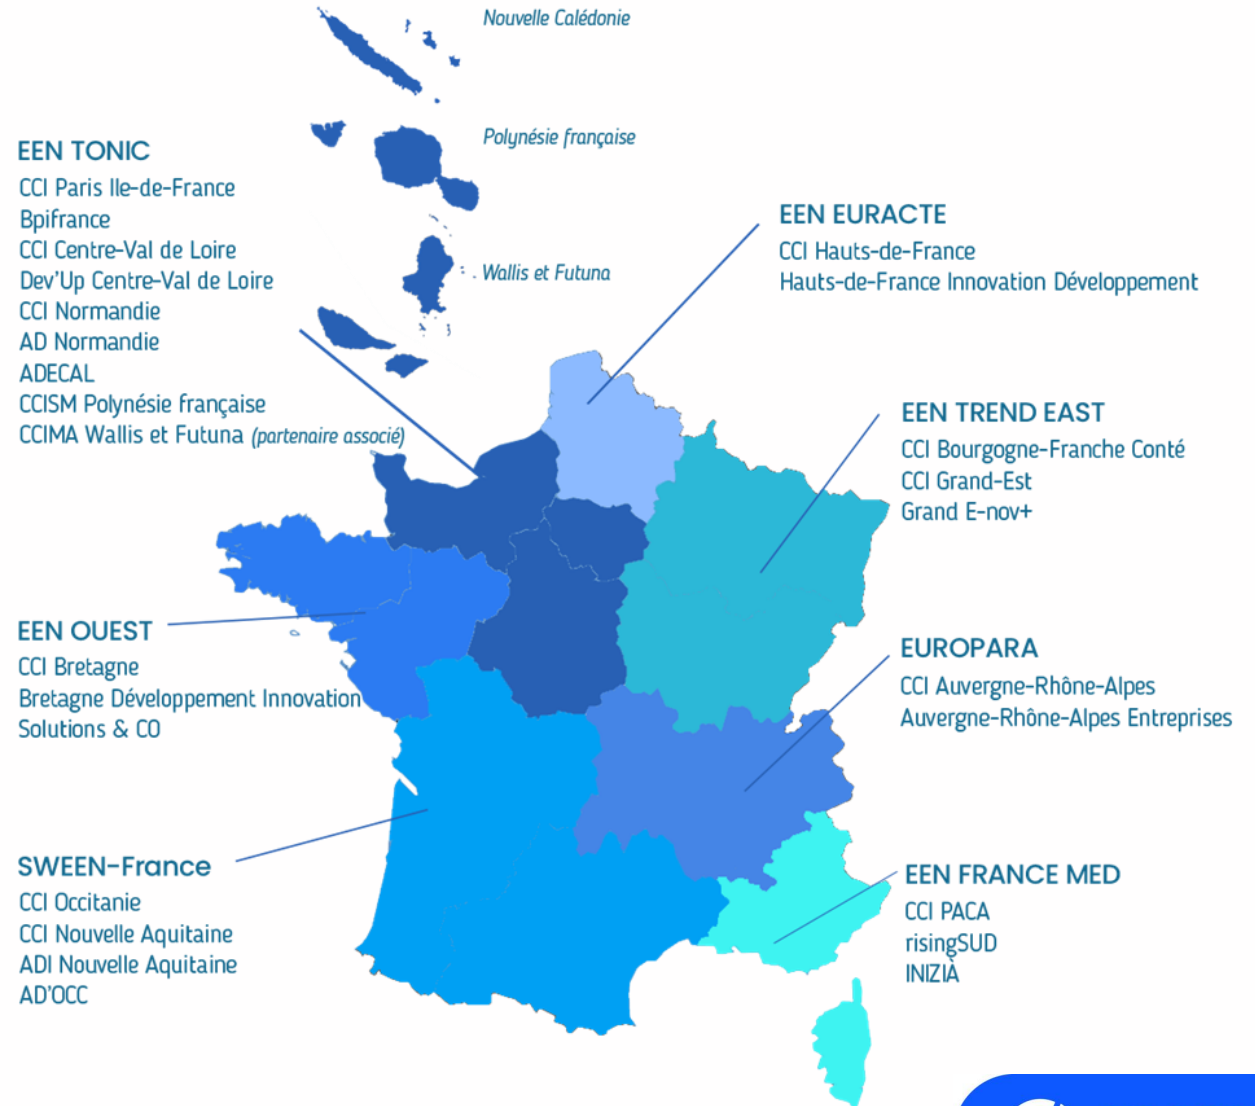 Nouvelle Calédonie
Polynésie française
Wallis et Futuna
EEN TONIC
CCI Paris Ile-de-France
Bpifrance
CCI Centre-Val de Loire
Dev'Up Centre-Val de Loire
CCI Normandie
AD Normandie
ADECAL
CCISM Polynésie française
CCIMA Wallis et Futuna (partenaire associé)
EEN EURACTE
CCI Hauts-de-France
Hauts-de-France Innovation Développement
EEN TREND EAST
CCI Bourgogne-Franche Conté
CCI Grand-Est
Grand E-nov+
EEN OUEST
CCI Bretagne
Bretagne Développement Innovation
Solutions & CO
EUROPARA
CCI Auvergne-Rhône-Alpes
Auvergne-Rhône-Alpes Entreprises
SWEEN-France
CCI Occitanie
CCI Nouvelle Aquitaine
ADI Nouvelle Aquitaine
AD'OCC
EEN FRANCE MED
CCI PACA
risingSUD
INIZIÀ